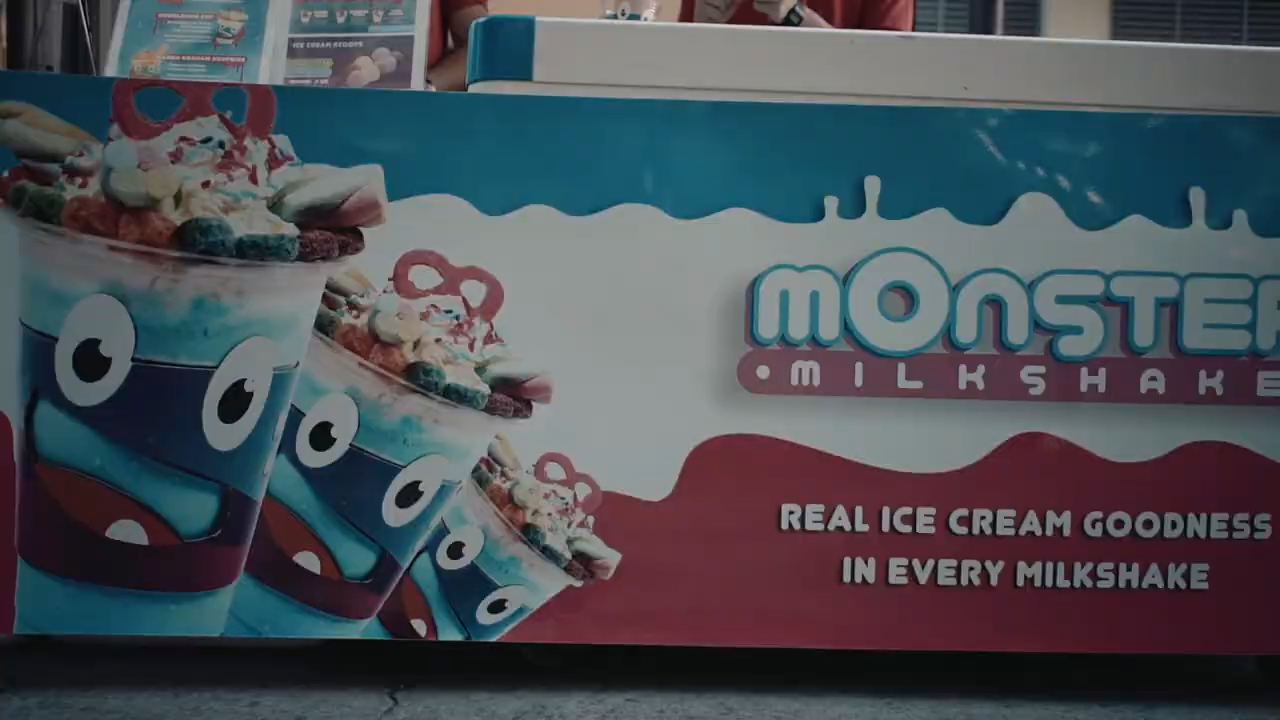 ICE CREAM SCOOPS
MONSTER
MILKSHAKE
REAL ICE CREAM GOODNESS
IN EVERY MILKSHAKE